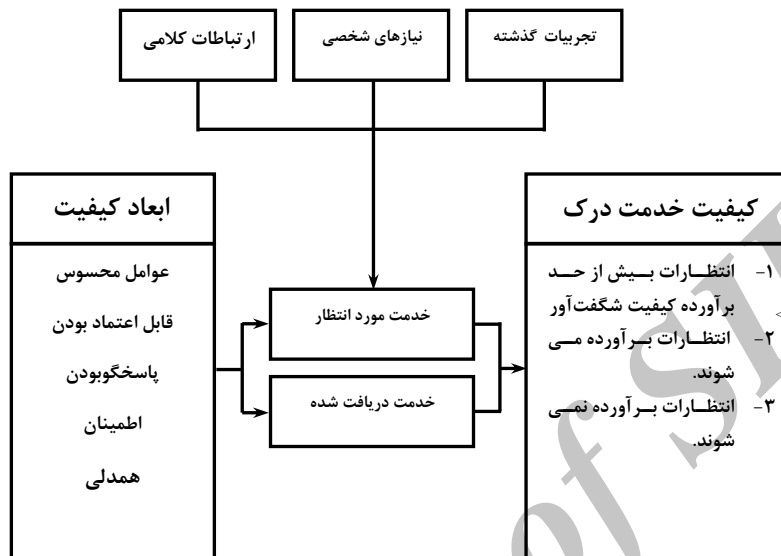 تجربیات گذشته
نیازهای شخصی
ارتباطات کلامی
کیفیت خدمت درک
۱- انتظارات بیش از حد
برآورده کیفیت شگفت‌آور
۲- انتظارات برآورده می
شوند.
۳- انتظارات برآورده نمی
شوند.
خدمت مورد انتظار
خدمت دریافت شده
ابعاد کیفیت
عوامل محسوس
قابل اعتماد بودن
پاسخگوبودن
اطمینان
همدلی
of SI